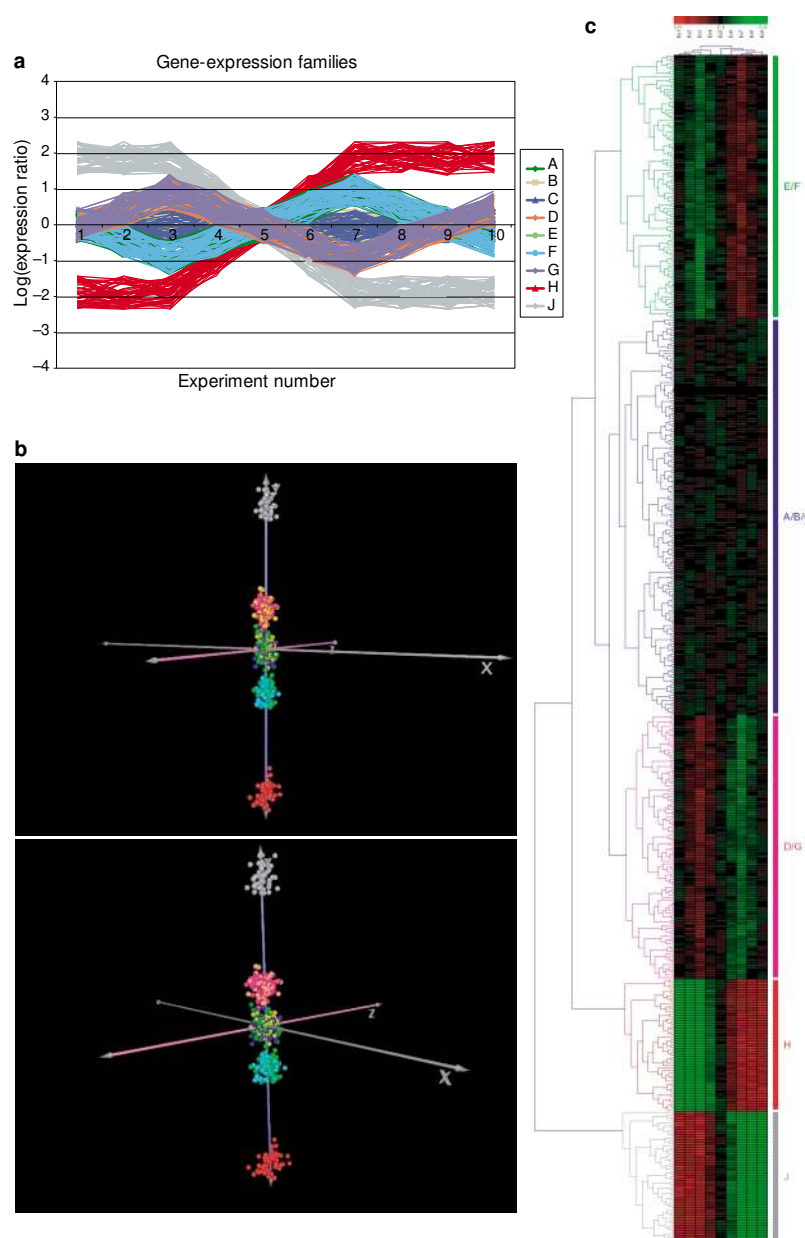 a
Gene-expression families
4
3
2
1
0
–1
–2
–3
–4
Log(expression ratio)
1 2 3 4 5 6 7 8 9 10
Experiment number
A
B
C
D
E
F
G
H
J
b
X
z
X
z
c
E/F
A/B/
D/G
H
J